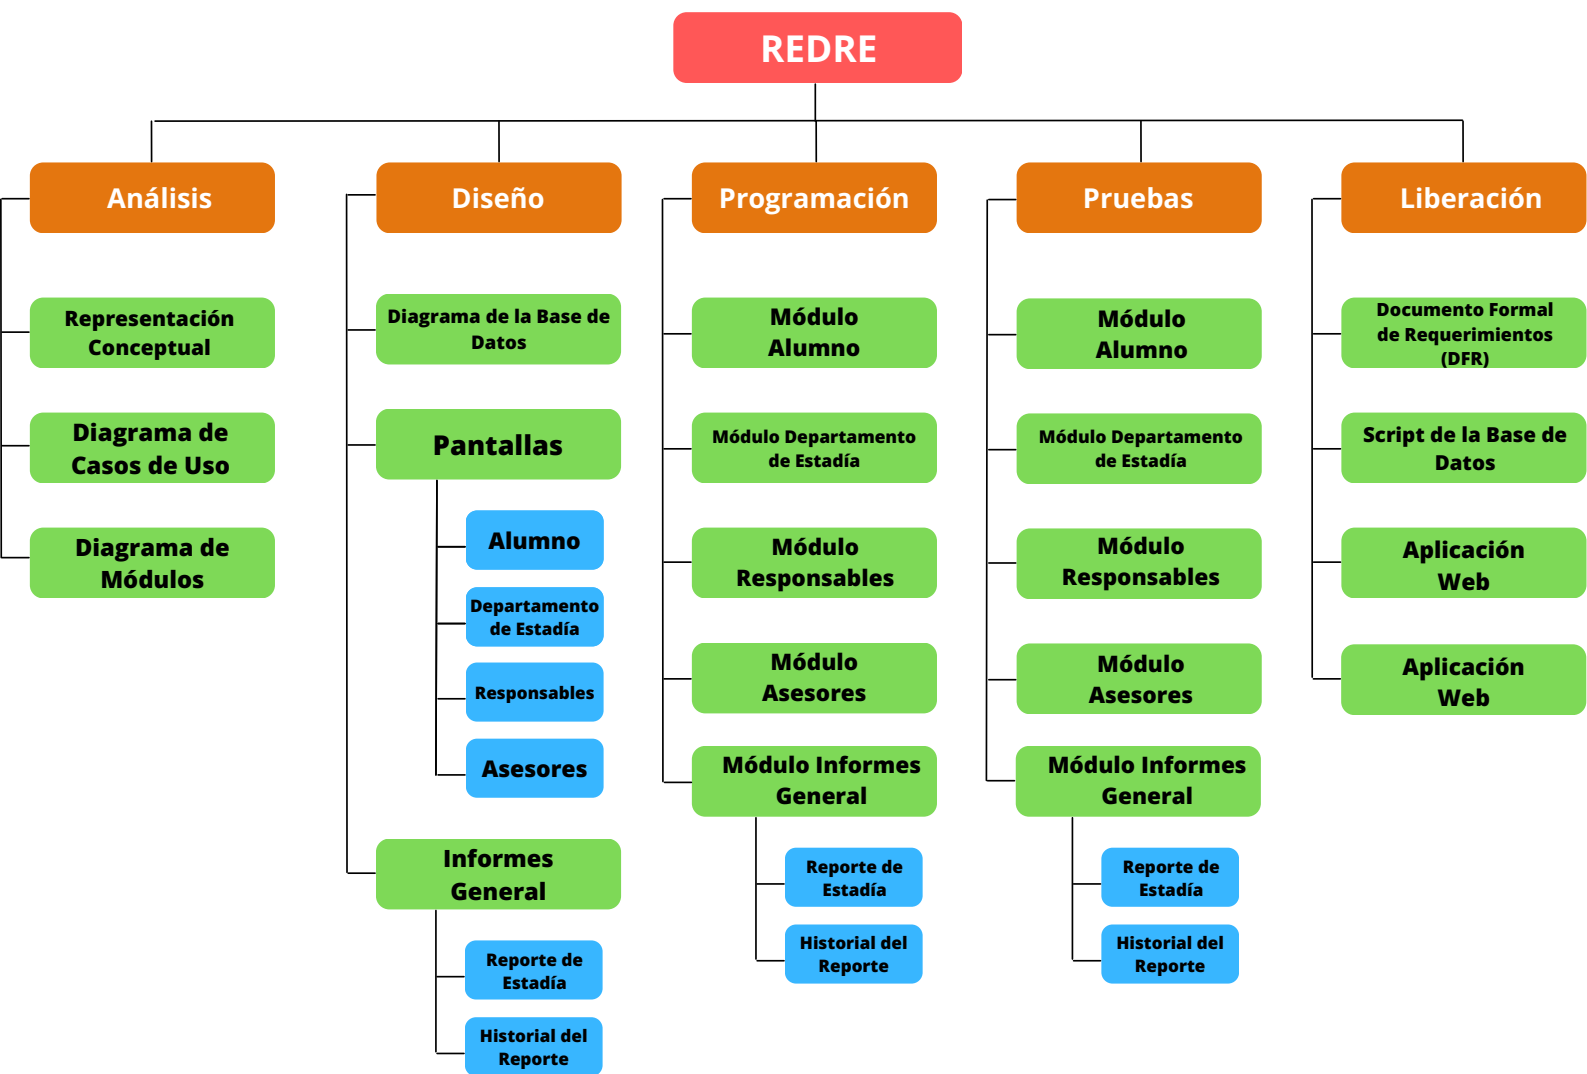 REDRE
Análisis
Representación
Conceptual
Diagrama de
Casos de Uso
Diagrama de
Módulos
Diseño
Diagrama de la Base de
Datos
Pantallas
Alumno
Departamento
de Estadía
Responsables
Asesores
Informes
General
Reporte de
Estadía
Historial del
Reporte
Programación
Módulo
Alumno
Módulo Departamento
de Estadía
Módulo
Responsables
Módulo
Asesores
Módulo Informes
General
Reporte de
Estadía
Historial del
Reporte
Pruebas
Módulo
Alumno
Módulo Departamento
de Estadía
Módulo
Responsables
Módulo
Asesores
Módulo Informes
General
Reporte de
Estadía
Historial del
Reporte
Liberación
Documento Formal
de Requerimientos
(DFR)
Script de la Base de
Datos
Aplicación
Web
Aplicación
Web